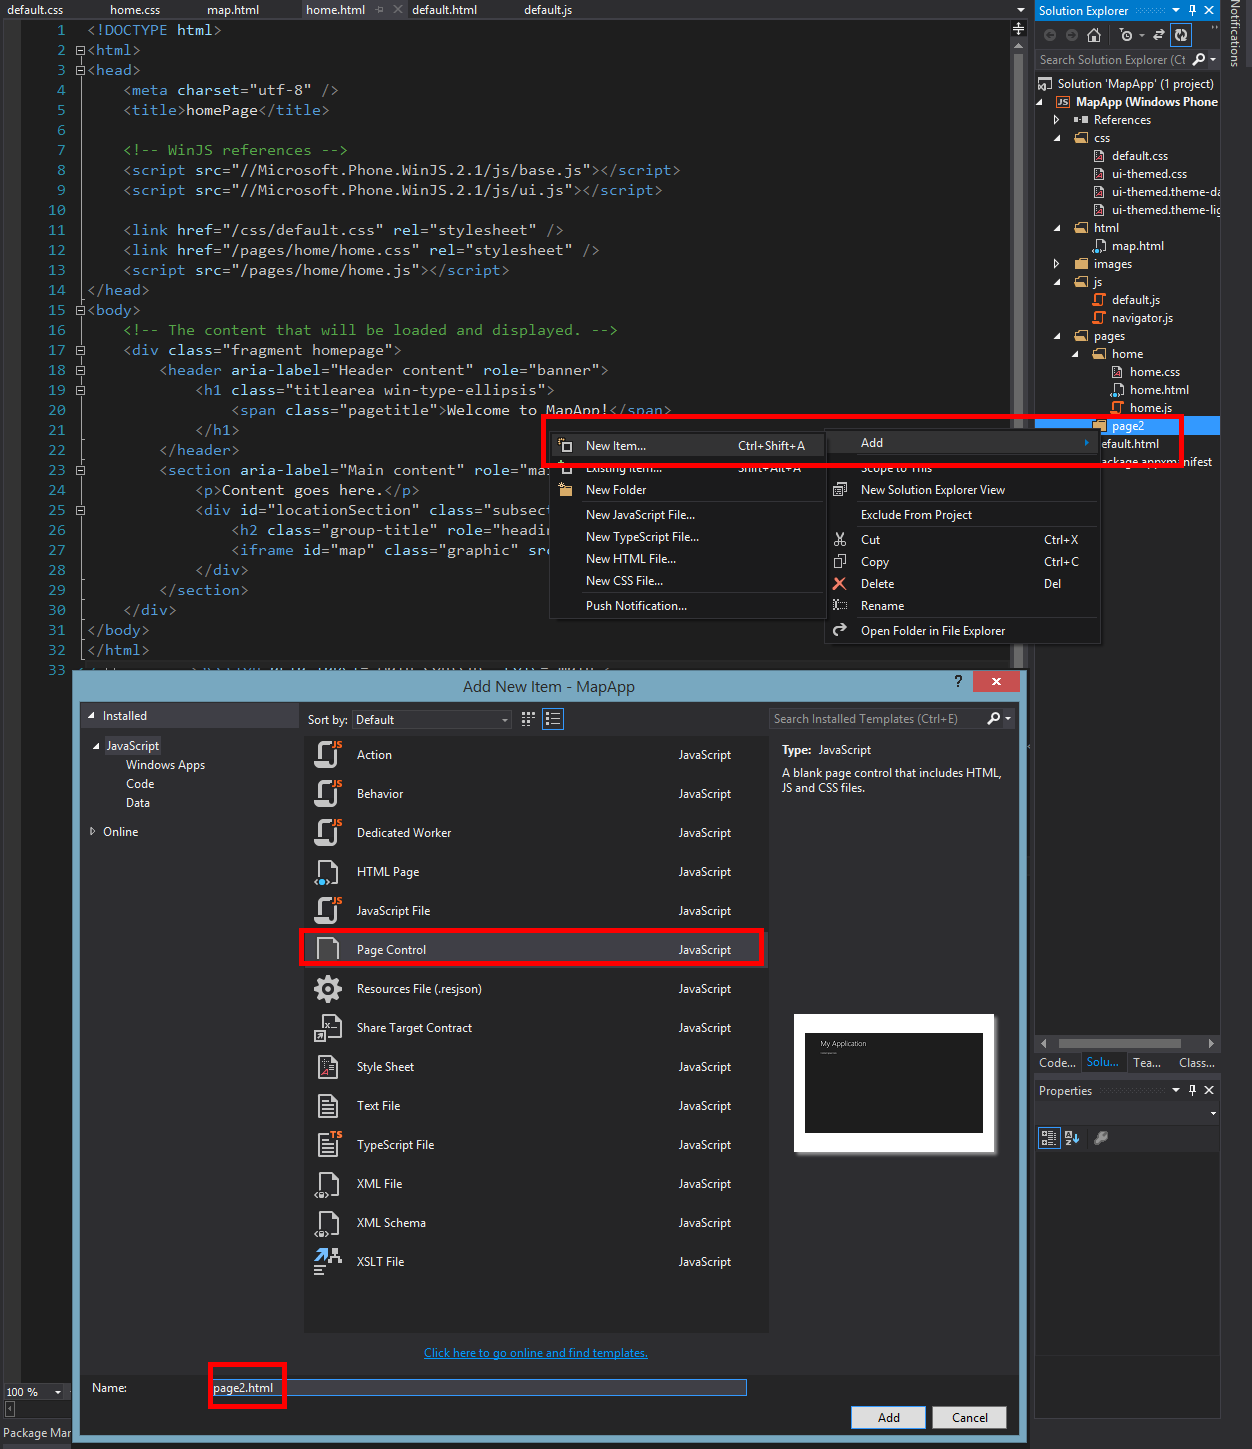 default.css home.css map.html home.html default.html default.js
1 <!DOCTYPE html>
2 <html>
3 <head>
4 <meta charset="utf-8" />
5 <title>homePage</title>
6
7 <!-- WinJS references -->
8 <script src="//Microsoft.Phone.WinJS.2.1/js/base.js"></script>
9 <script src="//Microsoft.Phone.WinJS.2.1/js/ui.js"></script>
10
11 <link href="/css/default.css" rel="stylesheet" />
12 <link href="/pages/home/home.css" rel="stylesheet" />
13 <script src="/pages/home/home.js"></script>
14 </head>
15 <body>
16 <!-- The content that will be loaded and displayed. -->
17 <div class="fragment homepage">
18 <header aria-label="Header content" role="banner">
19 <h1 class="titlearea win-type-ellipsis">
20 <span class="pagetitle">Welcome to MapApp!</span>
21 </h1>
22 </header>
23 <section aria-label="Main content" role="mai
24 <p>Content goes here.</p>
25 <div id="locationSection" class="subsect
26 <h2 class="group-title" role="headin
27 <iframe id="map" class="graphic" sr
28 </div>
29 </section>
30 </div>
31 </body>
32 </html>
33
Solution Explorer
Search Solution Explorer (Ct
Solution 'MapApp' (1 project)
JS MapApp (Windows Phone
References
css
default.css
ui-themed.css
ui-themed.theme-da
ui-themed.theme-lig
html
map.html
images
js
default.js
navigator.js
pages
home
home.css
home.html
home.js
page2
efault.html
ackage.appxmanifest
Notifications
New Item... Ctrl+Shift+A
Existing Item... Shift+Alt+A
New Folder
New JavaScript File...
New TypeScript File...
New HTML File...
New CSS File...
Push Notification...
Add
Scope to This
New Solution Explorer View
Exclude From Project
Cut Ctrl+X
Copy Ctrl+C
Delete Del
Rename
Open Folder in File Explorer
Add New Item - MapApp ?
Installed
JavaScript
Windows Apps
Code
Data
Online
Sort by: Default
Search Installed Templates (Ctrl+E)
Action JavaScript
Behavior JavaScript
Dedicated Worker JavaScript
HTML Page JavaScript
JavaScript File JavaScript
Page Control JavaScript
Resources File (.resjson) JavaScript
Share Target Contract JavaScript
Style Sheet JavaScript
Text File JavaScript
TypeScript File JavaScript
XML File JavaScript
XML Schema JavaScript
XSLT File JavaScript
Type: JavaScript
A blank page control that includes HTML,
JS and CSS files.
My Application
Click here to go online and find templates.
Name: page2.html
Add Cancel
Code... Solu... Tea... Class...
Properties
100 %
Package Mar